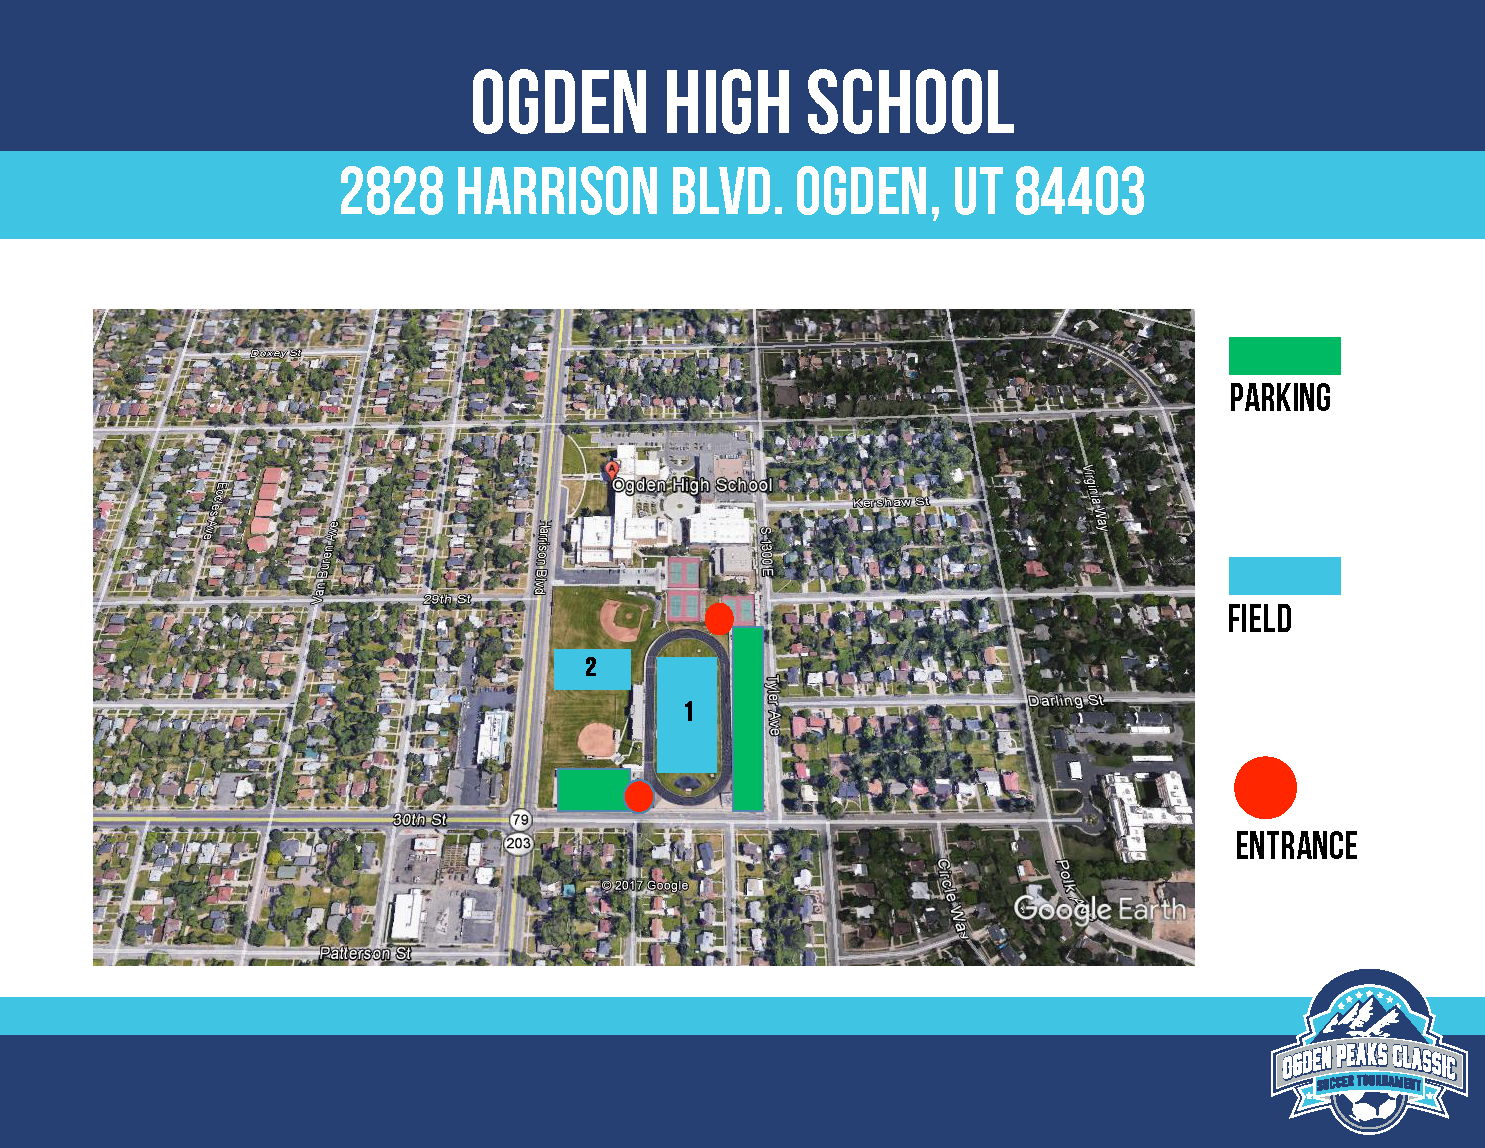 OGDEN HIGH SCHOOL
2828 HARRISON BLVD. OGDEN, UT 84403
Doxey St
A
Ogden High School
Eccles Ave
Van Buren Ave
Harrison Blvd
S 1300 E
Kershaw St
Virginia Way
29th St
2
1
Tyler Ave
Darling St
30th St
79
203
© 2017 Google
Circle Way
Polk
Google Earth
Patterson St
PARKING
FIELD
ENTRANCE
OGDEN PEAKS CLASSIC
SOCCER TOURNAMENT